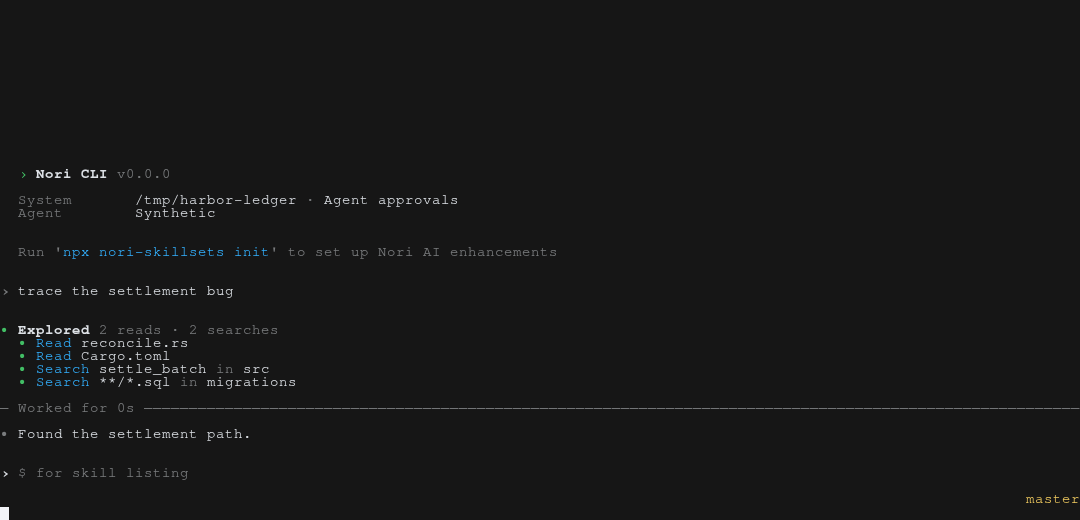 › Nori CLI v0.0.0
System /tmp/harbor-ledger · Agent approvals
Agent Synthetic
Run 'npx nori-skillsets init' to set up Nori AI enhancements
› trace the settlement bug
• Explored 2 reads · 2 searches
• Read reconcile.rs
• Read Cargo.toml
• Search settle_batch in src
• Search **/*.sql in migrations
─ Worked for 0s ─
• Found the settlement path.
› $ for skill listing
master